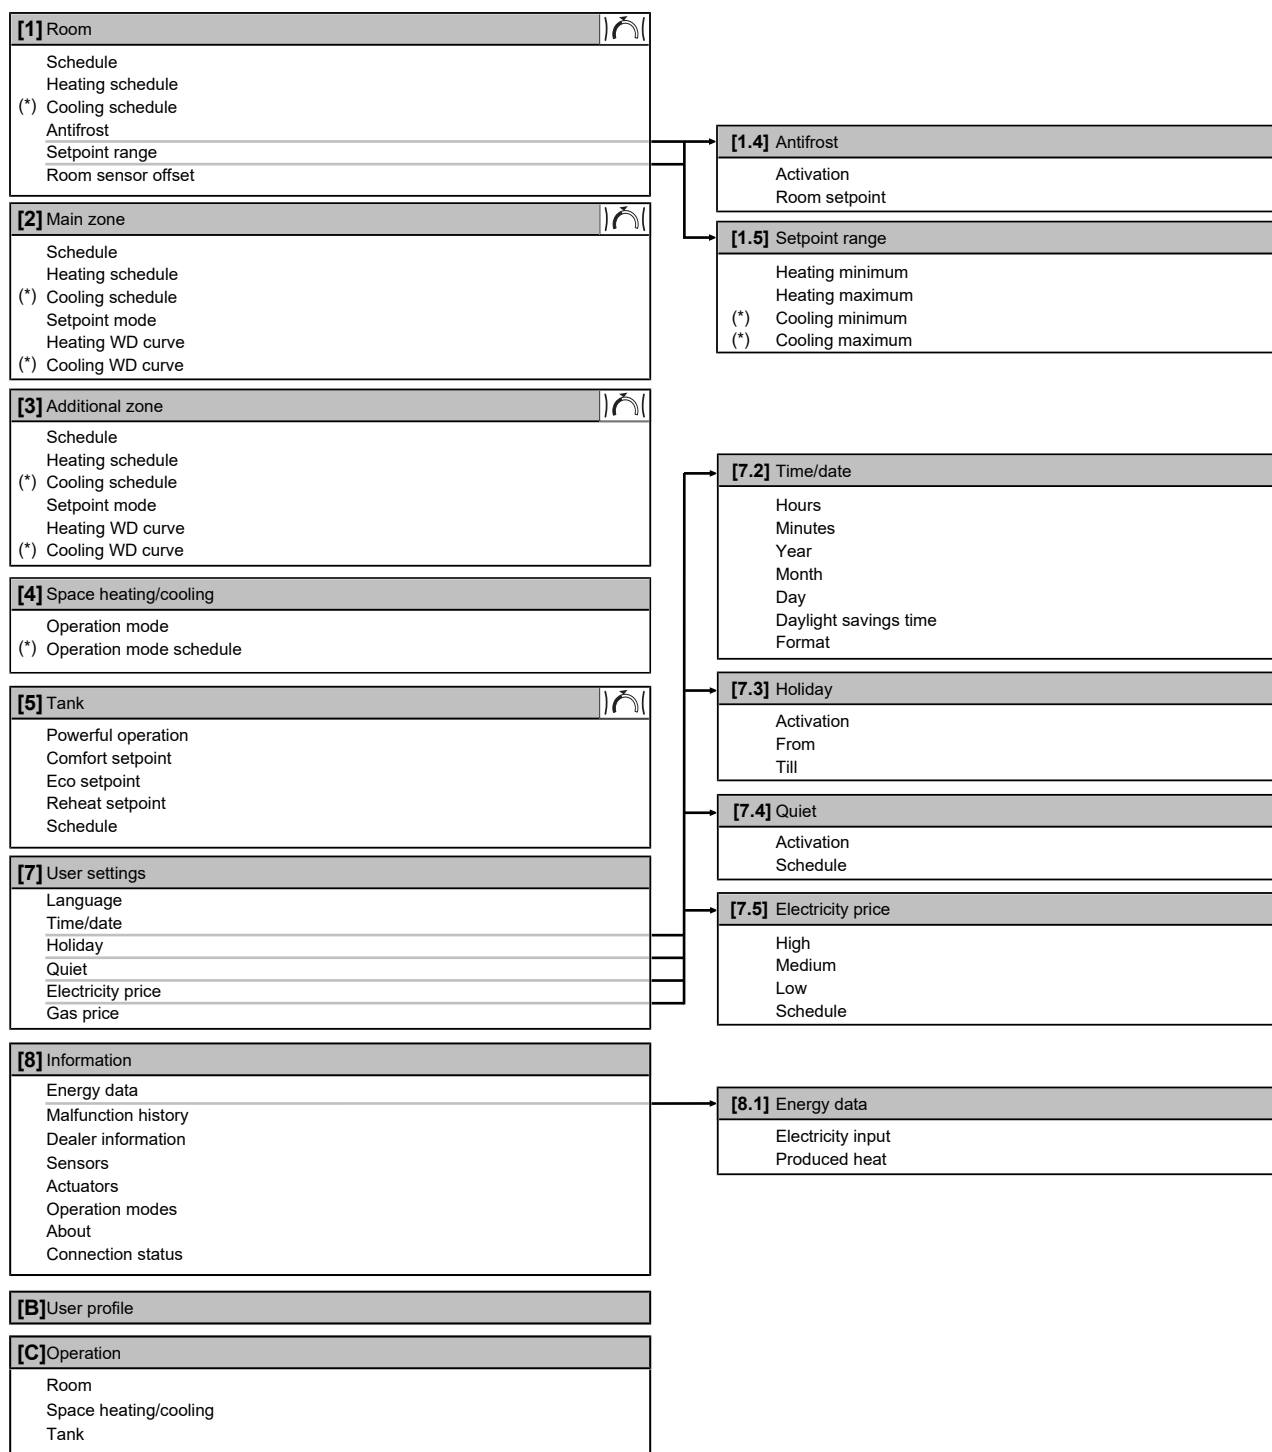 [1] Room
Schedule
Heating schedule
(*) Cooling schedule
Antifrost
Setpoint range
Room sensor offset
[2] Main zone
Schedule
Heating schedule
(*) Cooling schedule
Setpoint mode
Heating WD curve
(*) Cooling WD curve
[3] Additional zone
Schedule
Heating schedule
(*) Cooling schedule
Setpoint mode
Heating WD curve
(*) Cooling WD curve
[4] Space heating/cooling
Operation mode
(*) Operation mode schedule
[5] Tank
Powerful operation
Comfort setpoint
Eco setpoint
Reheat setpoint
Schedule
[7] User settings
Language
Time/date
Holiday
Quiet
Electricity price
Gas price
[8] Information
Energy data
Malfunction history
Dealer information
Sensors
Actuators
Operation modes
About
Connection status
[B] User profile
[C] Operation
Room
Space heating/cooling
Tank
[1.4] Antifrost
Activation
Room setpoint
[1.5] Setpoint range
Heating minimum
Heating maximum
(*) Cooling minimum
(*) Cooling maximum
[7.2] Time/date
Hours
Minutes
Year
Month
Day
Daylight savings time
Format
[7.3] Holiday
Activation
From
Till
[7.4] Quiet
Activation
Schedule
[7.5] Electricity price
High
Medium
Low
Schedule
[8.1] Energy data
Electricity input
Produced heat